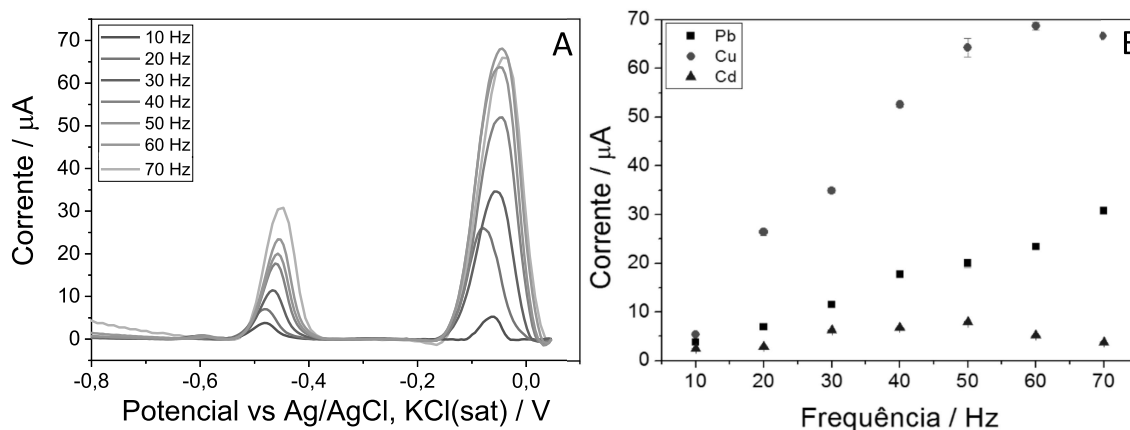 A
10 Hz
20 Hz
30 Hz
40 Hz
50 Hz
60 Hz
70 Hz
Corrente / μA
70
60
50
40
30
20
10
0
-0,8
-0,6
-0,4
-0,2
0,0
Potencial vs Ag/AgCl, KCl(sat) / V
Pb
Cu
Cd
Corrente / μA
70
60
50
40
30
20
10
0
10
20
30
40
50
60
70
Frequência / Hz